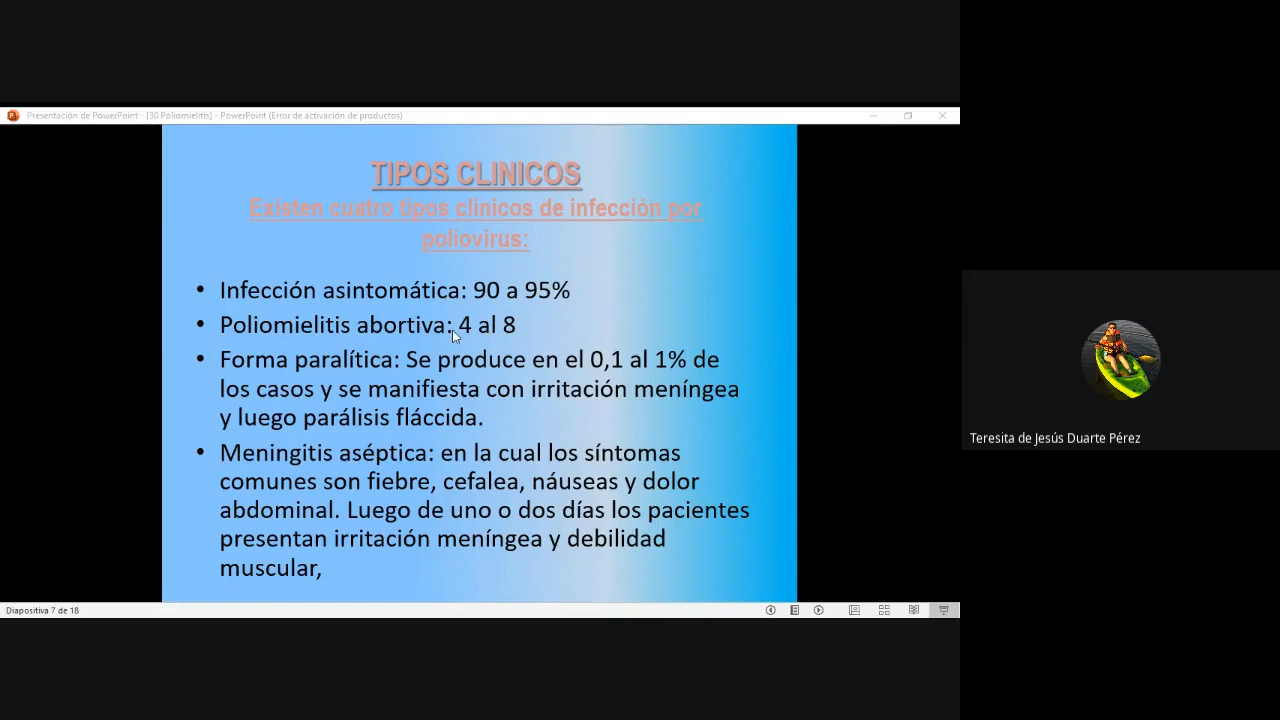 Presentación de PowerPoint - [30 Poliomielitis] - PowerPoint (Error de activación de productos)
TIPOS CLINICOS
Existen cuatro tipos clínicos de infección por
poliovirus:
• Infección asintomática: 90 a 95%
• Poliomielitis abortiva: 4 al 8
• Forma paralítica: Se produce en el 0,1 al 1% de
los casos y se manifiesta con irritación meníngea
y luego parálisis fláccida.
• Meningitis aséptica: en la cual los síntomas
comunes son fiebre, cefalea, náuseas y dolor
abdominal. Luego de uno o dos días los pacientes
presentan irritación meníngea y debilidad
muscular,
Diapositiva 7 de 18
Teresita de Jesús Duarte Pérez